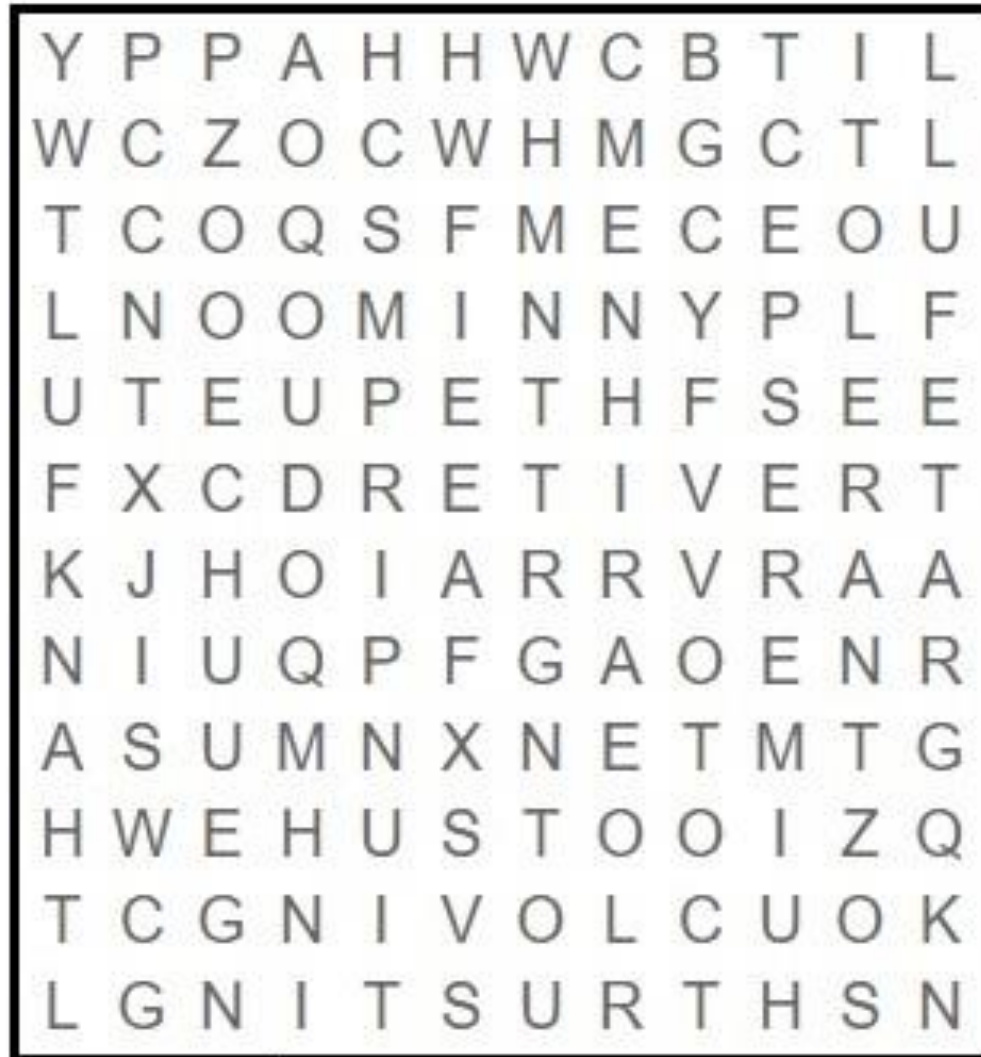 Y P P A H H W C B T I L
W C Z O C W H M G C T L
T C O Q S F M E C E O U
L N O O M I N N Y P L F
U T E U P E T H F S E E
F X C D R E T I V E R T
K J H O I A R R V R A A
N I U Q P F G A O E N R
A S U M N X N E T M T G
H W E H U S T O O I Z Q
T C G N I V O L C U O K
L G N I T S U R T H S N